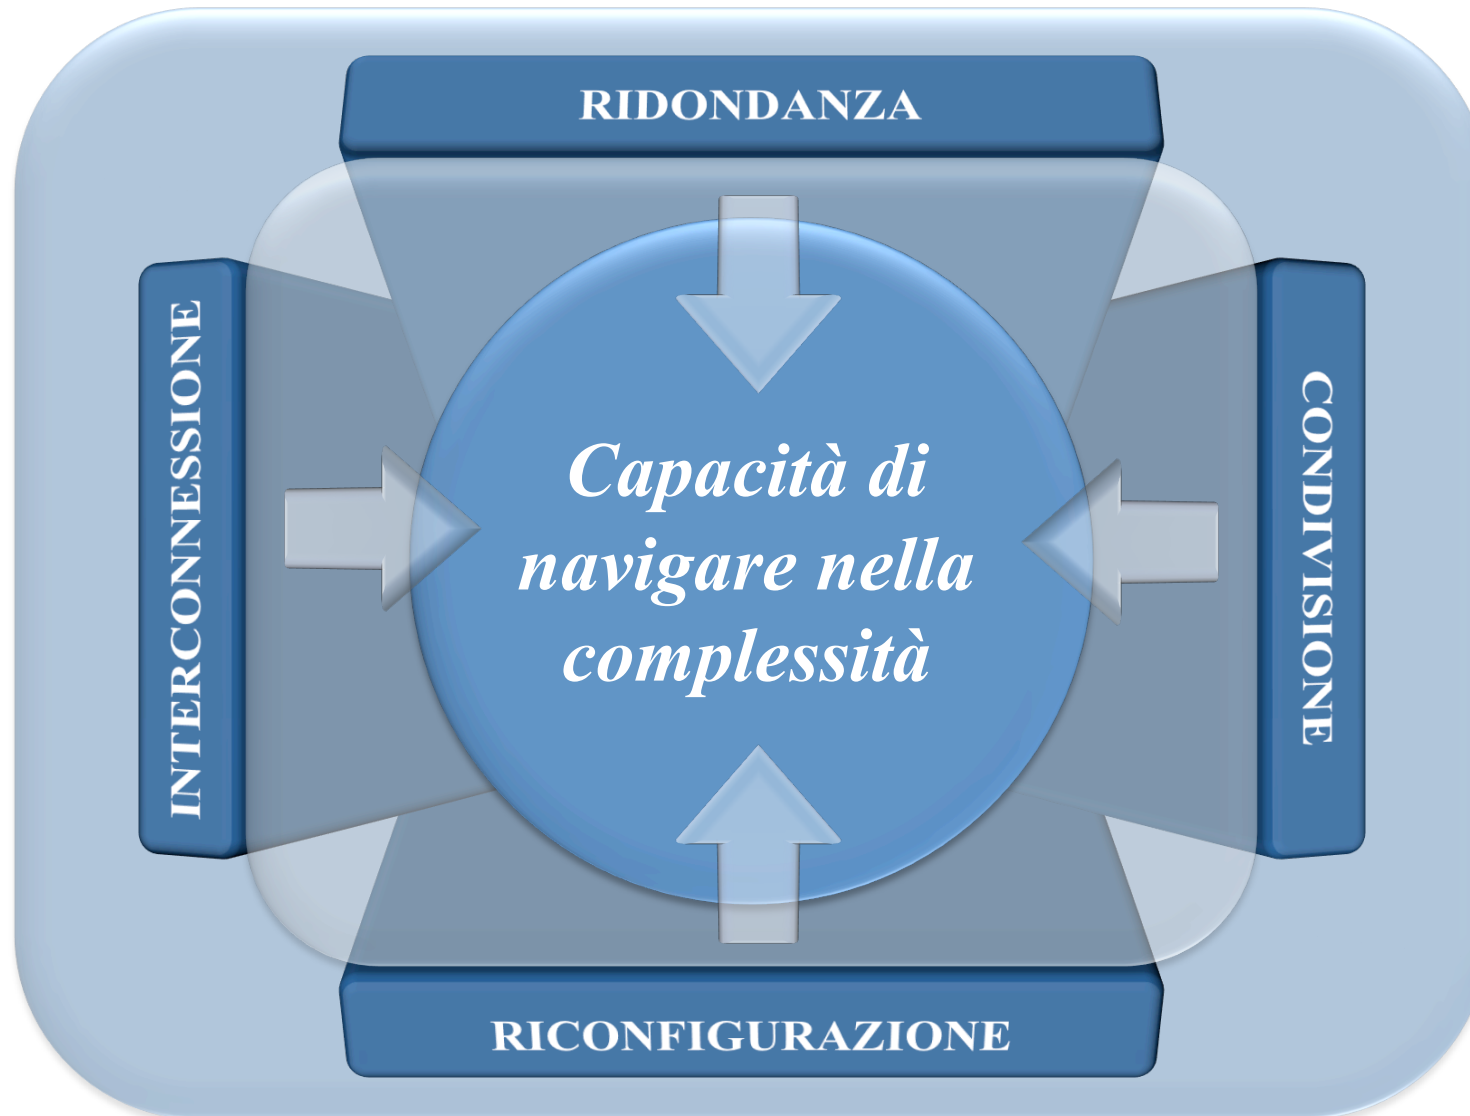 RIDONDANZA
INTERCONNESSIONE
Capacità di
navigare nella
complessità
CONDIVISIONE
RICONFIGURAZIONE